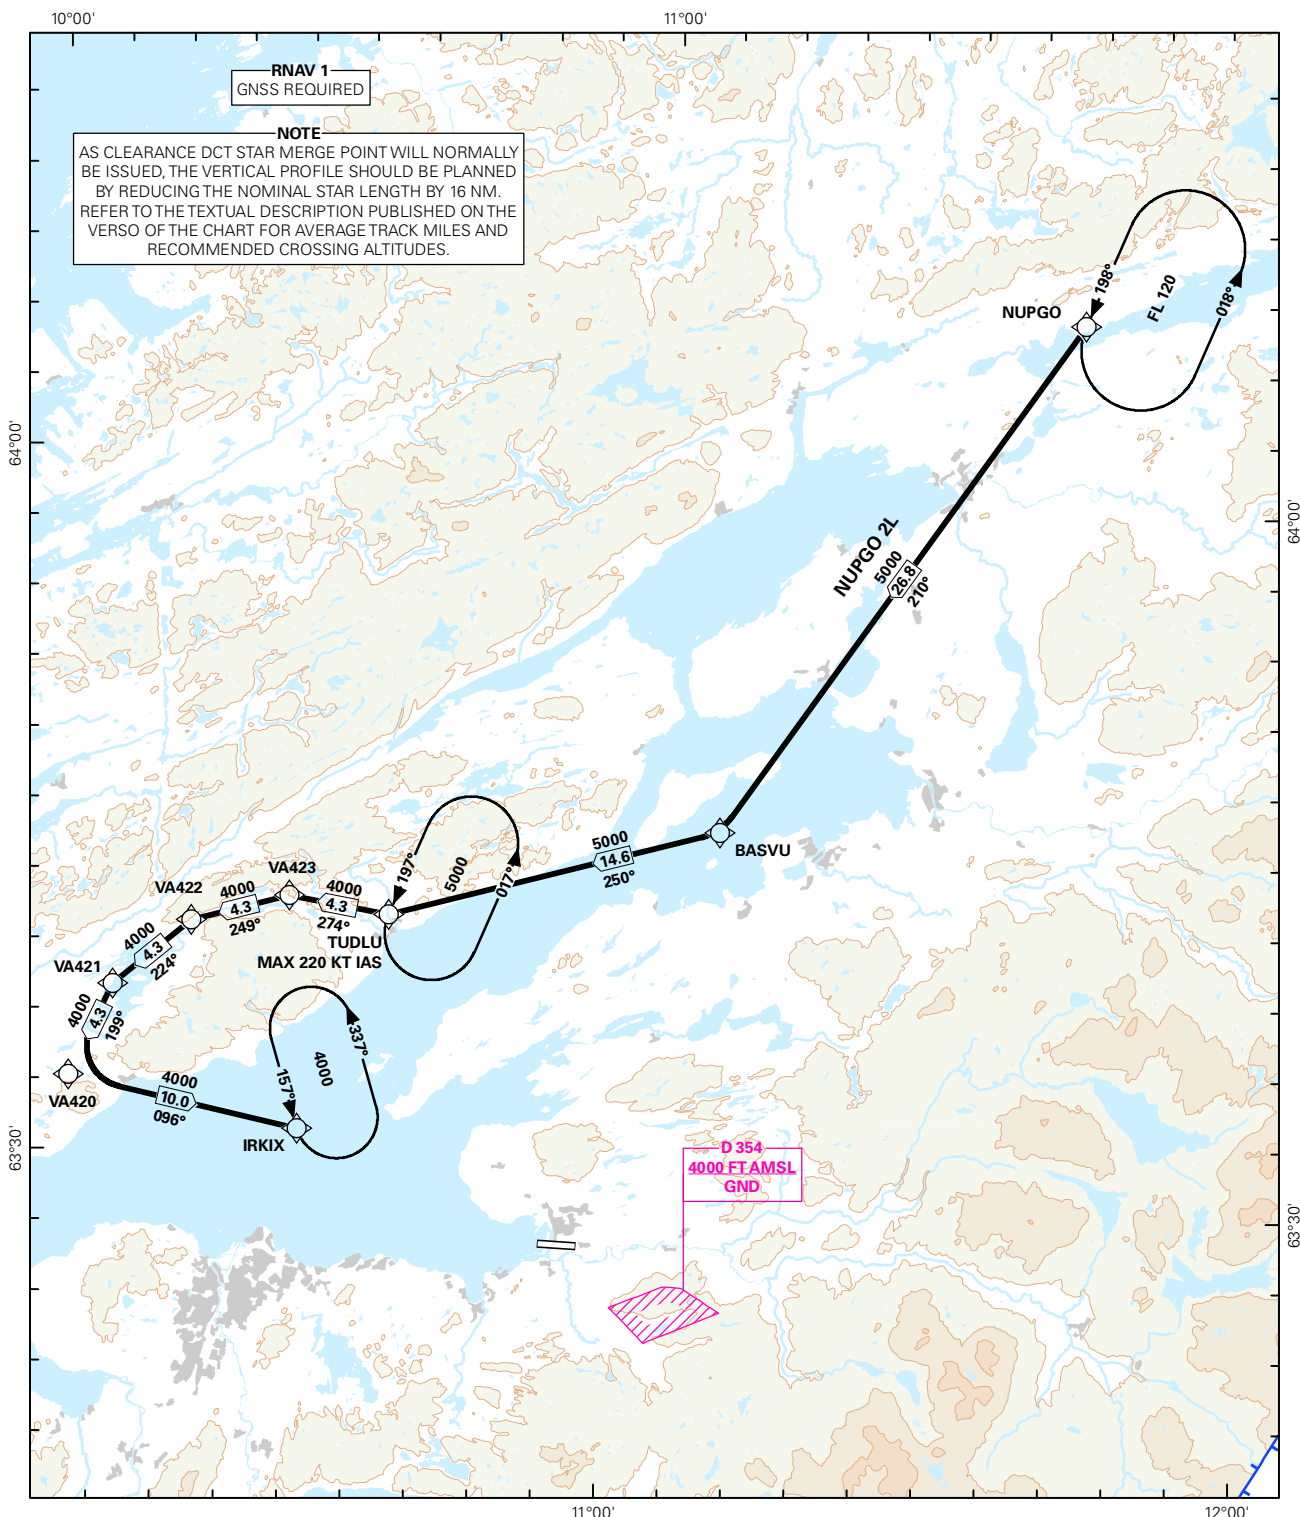 10°00'
11°00'
RNAV 1
GNSS REQUIRED
NOTE
AS CLEARANCE DCT STAR MERGE POINT WILL NORMALLY
BE ISSUED, THE VERTICAL PROFILE SHOULD BE PLANNED
BY REDUCING THE NOMINAL STAR LENGTH BY 16 NM.
REFER TO THE TEXTUAL DESCRIPTION PUBLISHED ON THE
VERSO OF THE CHART FOR AVERAGE TRACK MILES AND
RECOMMENDED CROSSING ALTITUDES.
198°
FL 120
018°
NUPGO
64°00'
64°00'
NUPGO 2L
5000
26.8
210°
BASVU
5000
14.6
250°
197°
5000
017°
TUDLU
MAX 220 KT IAS
4000
4.3
274°
VA423
4000
4.3
249°
VA422
4000
4.3
224°
VA421
4000
4.3
199°
VA420
4000
10.0
096°
337°
4000
157°
IRKIX
63°30'
D 354
4000 FT AMSL
GND
63°30'
11°00'
12°00'